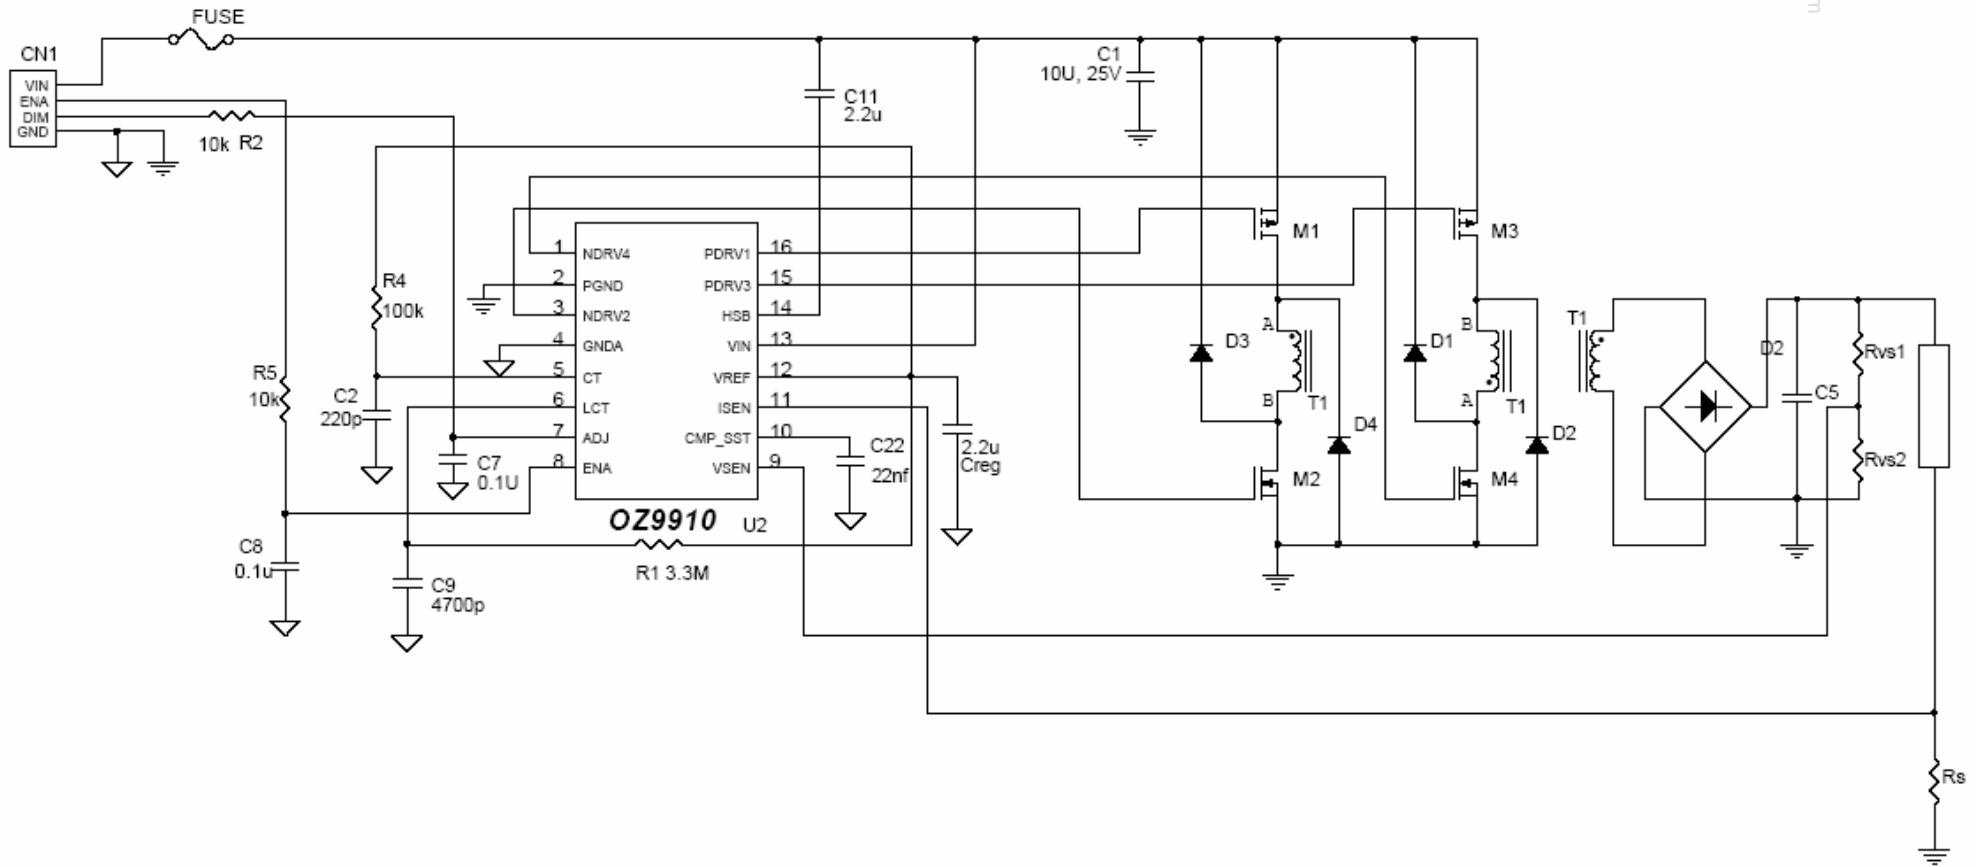 FUSE
CN1
VIN
ENA
DIM
GND
10k R2
C1
10U, 25V
C11
2.2u
R4
100k
R5
10k
C2
220p
1 NDRV4
2 PGND
3 NDRV2
4 GNDA
5 CT
6 LCT
7 ADJ
8 ENA
PDRV1 16
PDRV3 15
HSB 14
VIN 13
VREF 12
ISEN 11
CMP_SST 10
VSEN 9
OZ9910 U2
C7
0.1U
C22
22nf
2.2u
Creg
C8
0.1u
C9
4700p
R1 3.3M
M1
M3
D3
A
B
T1
D4
M2
D1
B
A
T1
D2
M4
T1
D2
C5
Rvs1
Rvs2
Rs